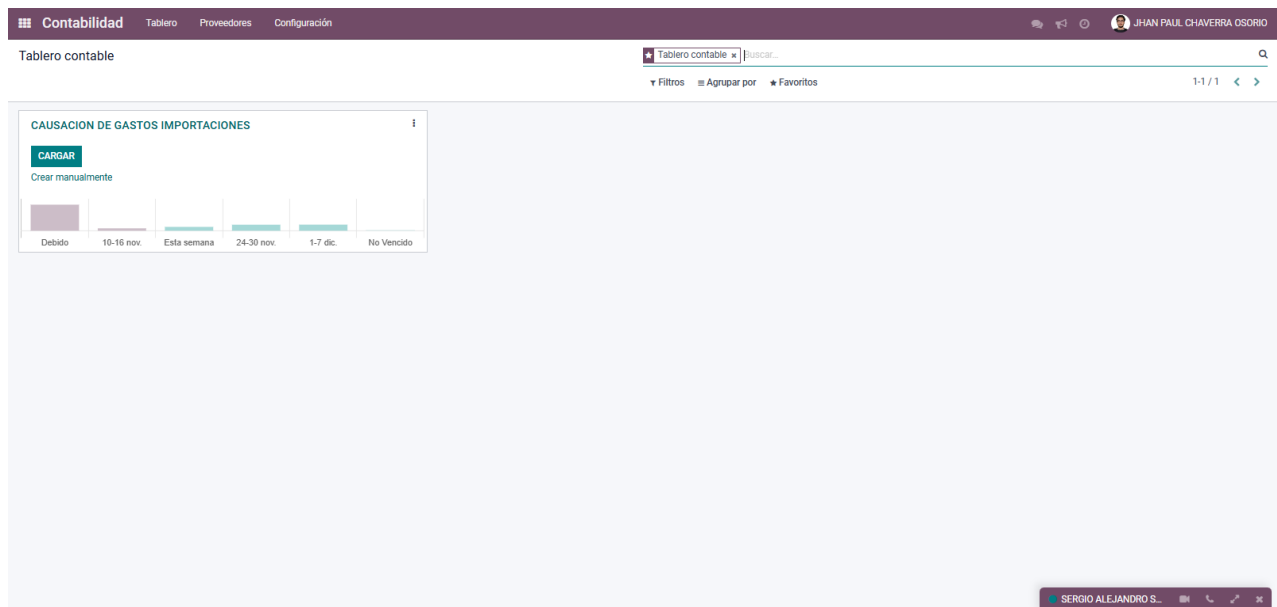 Contabilidad Tablero Proveedores Configuración JHAN PAUL CHAVERRA OSORIO
Tablero contable
Tablero contable × Buscar...
Filtros Agrupar por Favoritos 1-1 / 1
CAUSACION DE GASTOS IMPORTACIONES
CARGAR
Crear manualmente
Debido 10-16 nov. Esta semana 24-30 nov. 1-7 dic. No Vencido
SERGIO ALEJANDRO S...